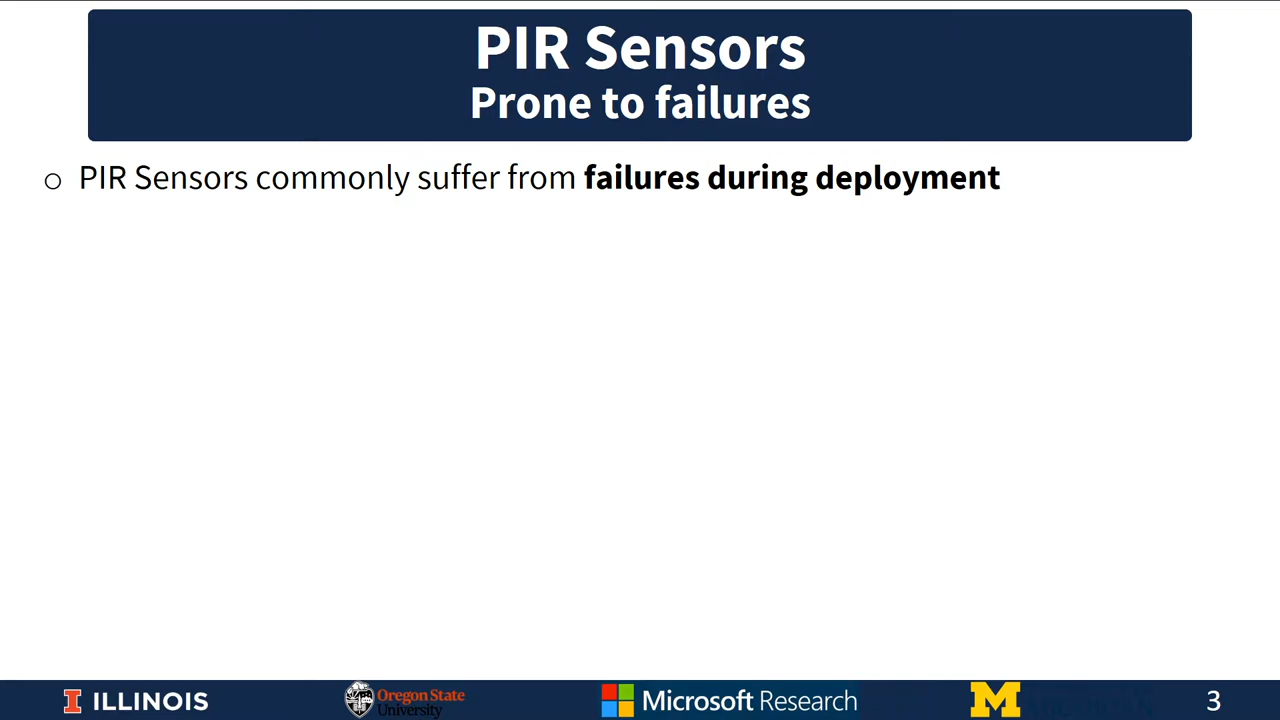 PIR Sensors
Prone to failures
○ PIR Sensors commonly suffer from failures during deployment
I ILLINOIS
Oregon State
University
Microsoft Research
M
3